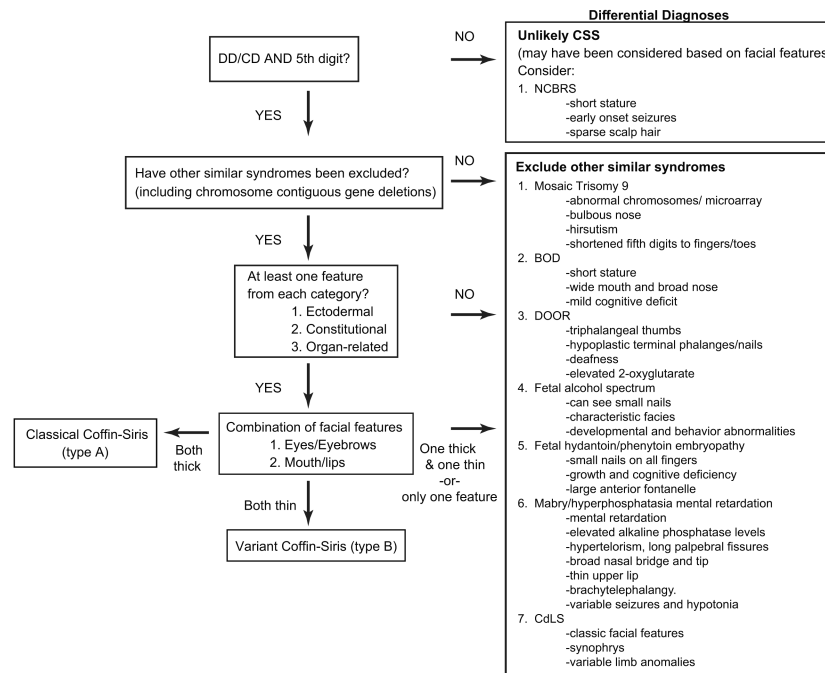 Differential Diagnoses
DD/CD AND 5th digit?
NO
Unlikely CSS
(may have been considered based on facial features
Consider:
1. NCBRS
-short stature
-early onset seizures
-sparse scalp hair
YES
Have other similar syndromes been excluded?
(including chromosome contiguous gene deletions)
NO
YES
At least one feature
from each category?
1. Ectodermal
2. Constitutional
3. Organ-related
NO
YES
Combination of facial features
1. Eyes/Eyebrows
2. Mouth/lips
Both
thick
Classical Coffin-Siris
(type A)
One thick
& one thin
-or-
only one feature
Both thin
Variant Coffin-Siris (type B)
Exclude other similar syndromes
1. Mosaic Trisomy 9
-abnormal chromosomes/ microarray
-bulbous nose
-hirsutism
-shortened fifth digits to fingers/toes
2. BOD
-short stature
-wide mouth and broad nose
-mild cognitive deficit
3. DOOR
-triphalangeal thumbs
-hypoplastic terminal phalanges/nails
-deafness
-elevated 2-oxyglutarate
4. Fetal alcohol spectrum
-can see small nails
-characteristic facies
-developmental and behavior abnormalities
5. Fetal hydantoin/phenytoin embryopathy
-small nails on all fingers
-growth and cognitive deficiency
-large anterior fontanelle
6. Mabry/hyperphosphatasia mental retardation
-mental retardation
-elevated alkaline phosphatase levels
-hypertelorism, long palpebral fissures
-broad nasal bridge and tip
-thin upper lip
-brachytelephalangy.
-variable seizures and hypotonia
7. CdLS
-classic facial features
-synophrys
-variable limb anomalies